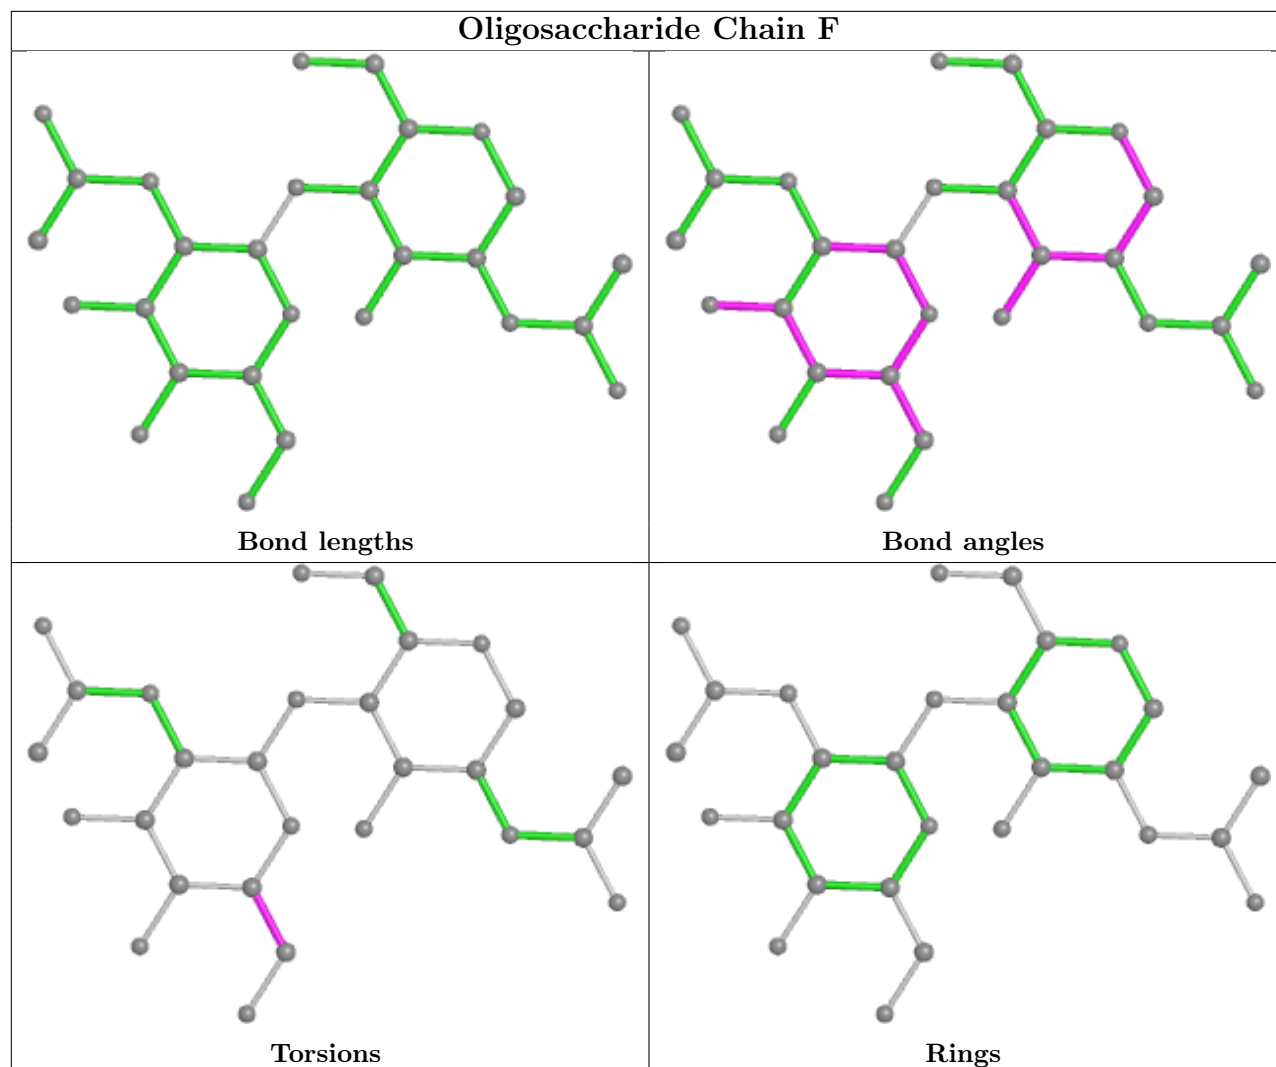 Oligosaccharide Chain F
Bond lengths
Bond angles
Torsions
Rings